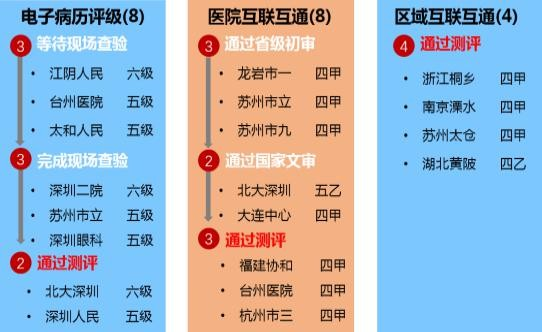 电子病历评级(8)
3 等待现场查验
• 江阴人民 六级
• 台州医院 五级
• 太和人民 五级
3 完成现场查验
• 深圳二院 六级
• 苏州市立 五级
• 深圳眼科 五级
2 通过测评
• 北大深圳 六级
• 深圳人民 五级
医院互联互通(8)
3 通过省级初审
• 龙岩市一 四甲
• 苏州市立 四甲
• 苏州市九 四甲
2 通过国家文审
• 北大深圳 五乙
• 大连中心 四甲
3 通过测评
• 福建协和 四甲
• 台州医院 四甲
• 杭州市三 四甲
区域互联互通(4)
4 通过测评
• 浙江桐乡 四甲
• 南京溧水 四甲
• 苏州太仓 四甲
• 湖北黄陂 四乙